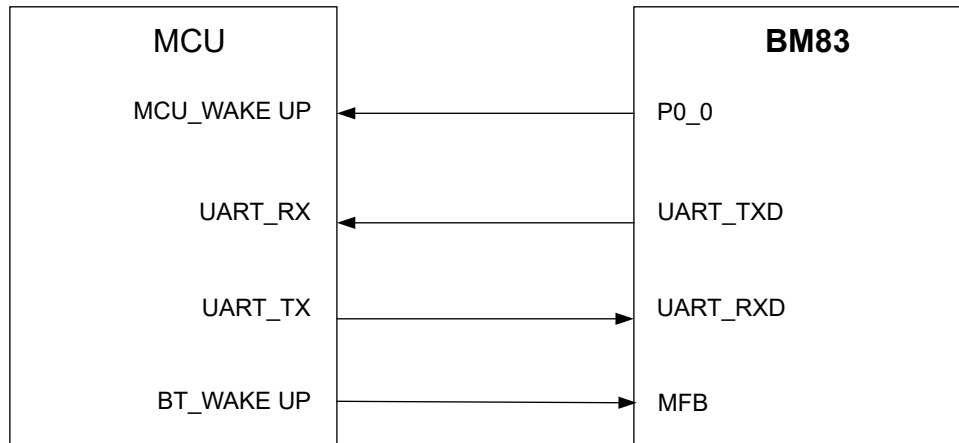 MCU
BM83
MCU_WAKE UP
P0_0
UART_RX
UART_TXD
UART_TX
UART_RXD
BT_WAKE UP
MFB